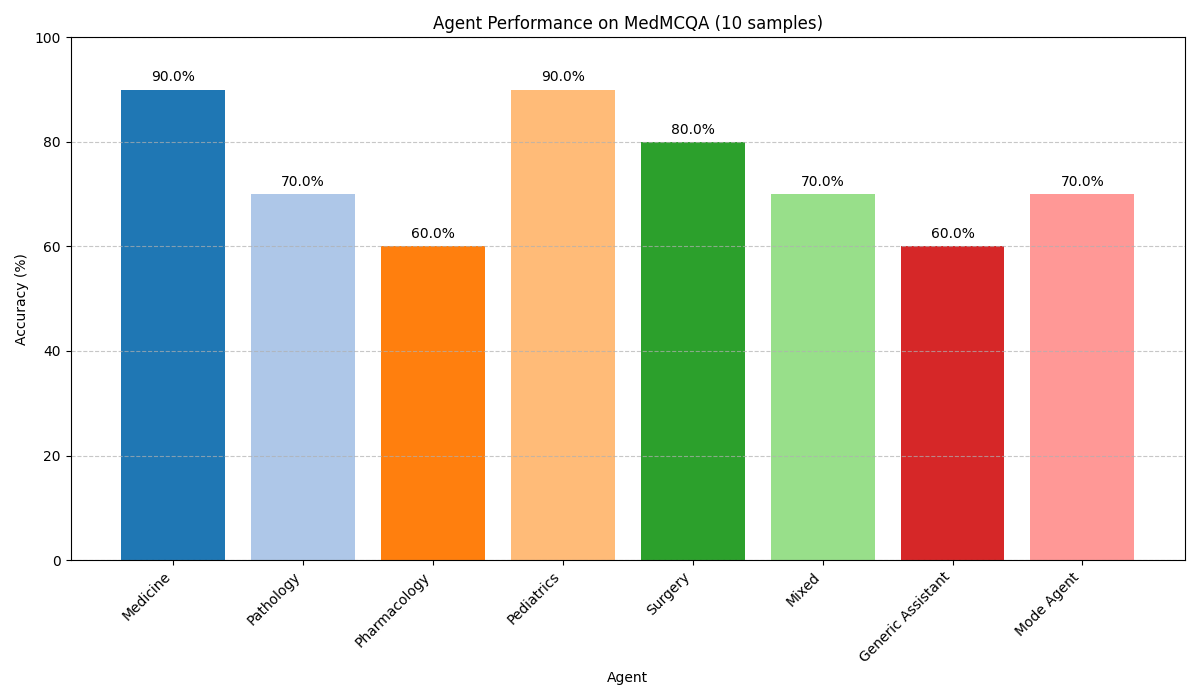 Agent Performance on MedMCQA (10 samples)
100
80
60
40
20
0
Accuracy (%)
90.0%
70.0%
60.0%
90.0%
80.0%
70.0%
60.0%
70.0%
Medicine
Pathology
Pharmacology
Pediatrics
Surgery
Mixed
Generic Assistant
Mode Agent
Agent